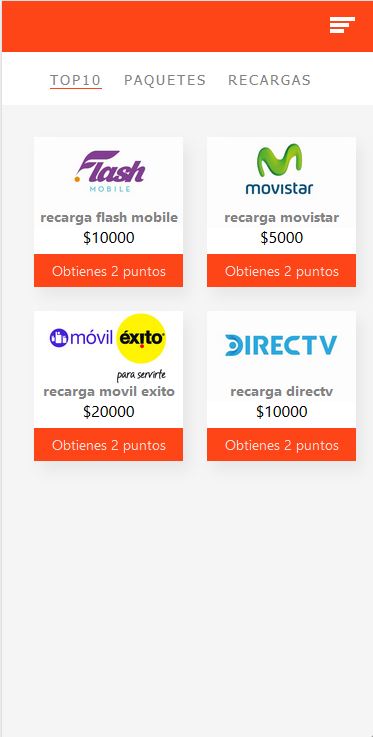 TOP10 PAQUETES RECARGAS
Flash
MOBILE
recarga flash mobile
$10000
Obtienes 2 puntos
movistar
recarga movistar
$5000
Obtienes 2 puntos
móvil éxito
para servirte
recarga movil exito
$20000
Obtienes 2 puntos
DIRECTV
recarga directv
$10000
Obtienes 2 puntos